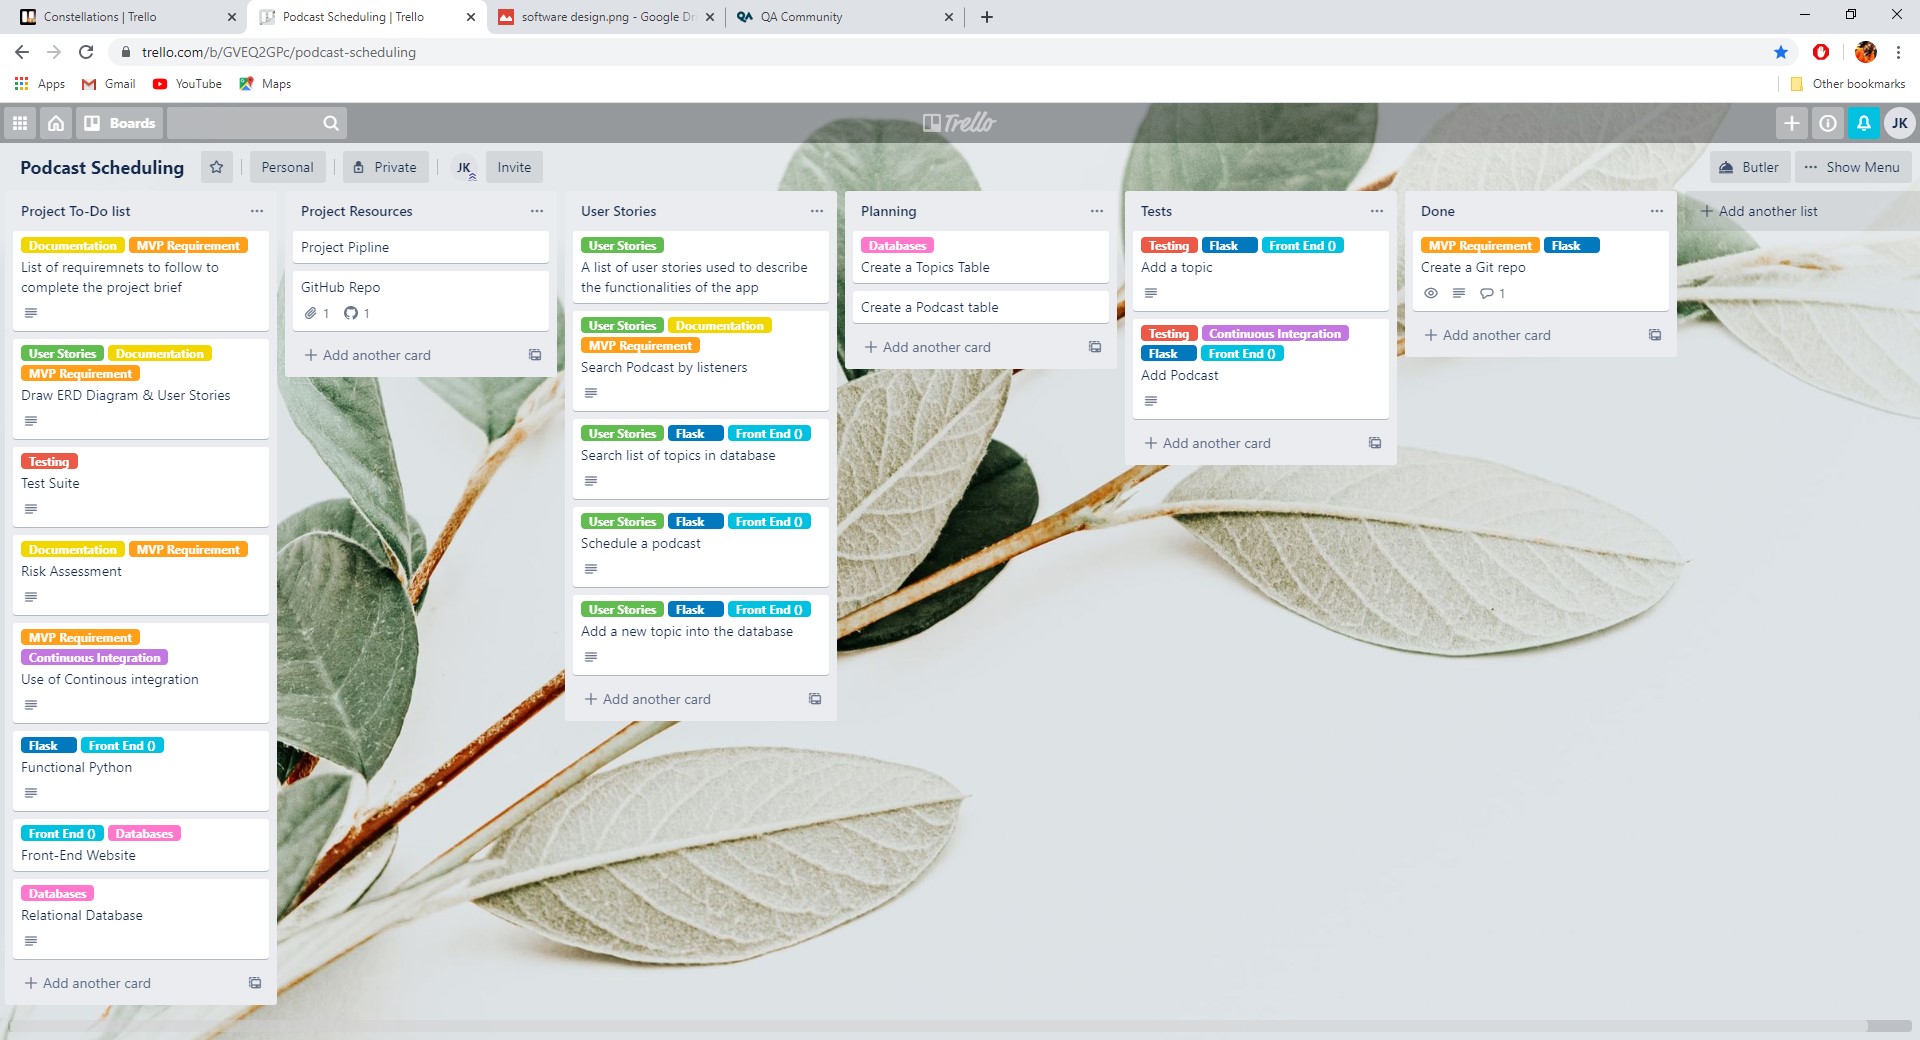 Constellations | Trello
Podcast Scheduling | Trello
software design.png - Google Dri
QA Community
trello.com/b/GVEQ2GPc/podcast-scheduling
Apps
Gmail
YouTube
Maps
Other bookmarks
Boards
Trello
JK
Podcast Scheduling
Personal
Private
JK
Invite
Butler
Show Menu
Project To-Do list
Documentation MVP Requirement
List of requiremnets to follow to
complete the project brief
User Stories Documentation
MVP Requirement
Draw ERD Diagram & User Stories
Testing
Test Suite
Documentation MVP Requirement
Risk Assessment
MVP Requirement
Continuous Integration
Use of Continous integration
Flask Front End ()
Functional Python
Front End () Databases
Front-End Website
Databases
Relational Database
Add another card
Project Resources
Project Pipline
GitHub Repo
1 1
Add another card
User Stories
User Stories
A list of user stories used to describe
the functionalities of the app
User Stories Documentation
MVP Requirement
Search Podcast by listeners
User Stories Flask Front End ()
Search list of topics in database
User Stories Flask Front End ()
Schedule a podcast
User Stories Flask Front End ()
Add a new topic into the database
Add another card
Planning
Databases
Create a Topics Table
Create a Podcast table
Add another card
Tests
Testing Flask Front End ()
Add a topic
Testing Continuous Integration
Flask Front End ()
Add Podcast
Add another card
Done
MVP Requirement Flask
Create a Git repo
1
Add another card
Add another list